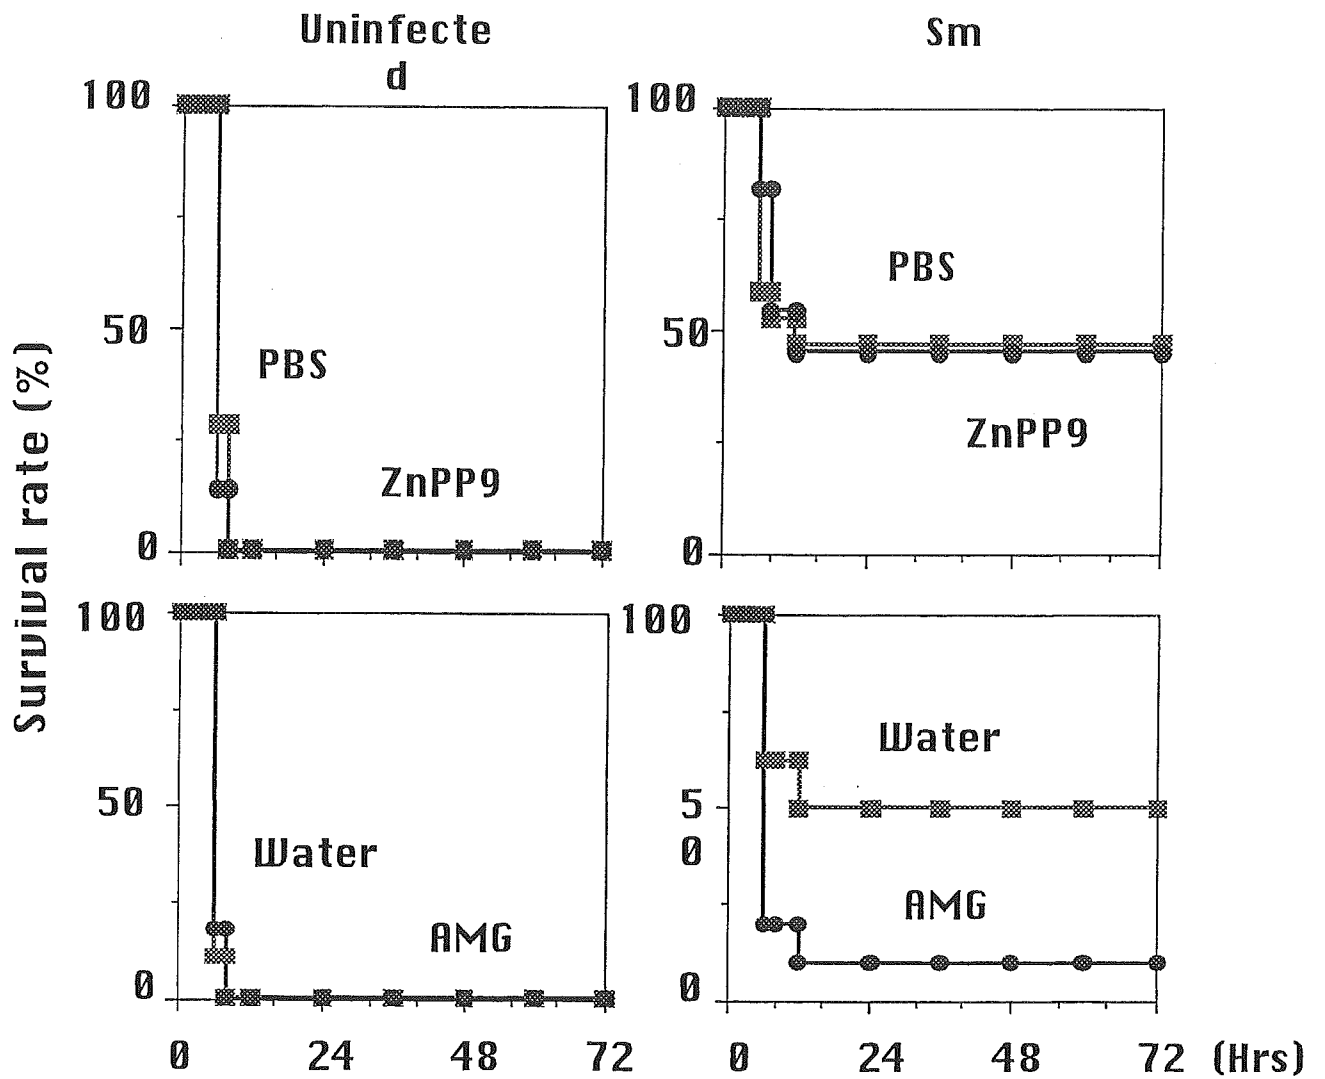 Uninfecte
d
Sm
100
50
0
PBS
ZnPP9
100
50
0
PBS
ZnPP9
Survival rate (%)
100
50
0
Water
AMG
100
5
0
0
Water
AMG
0 24 48 72
0 24 48 72 (Hrs)